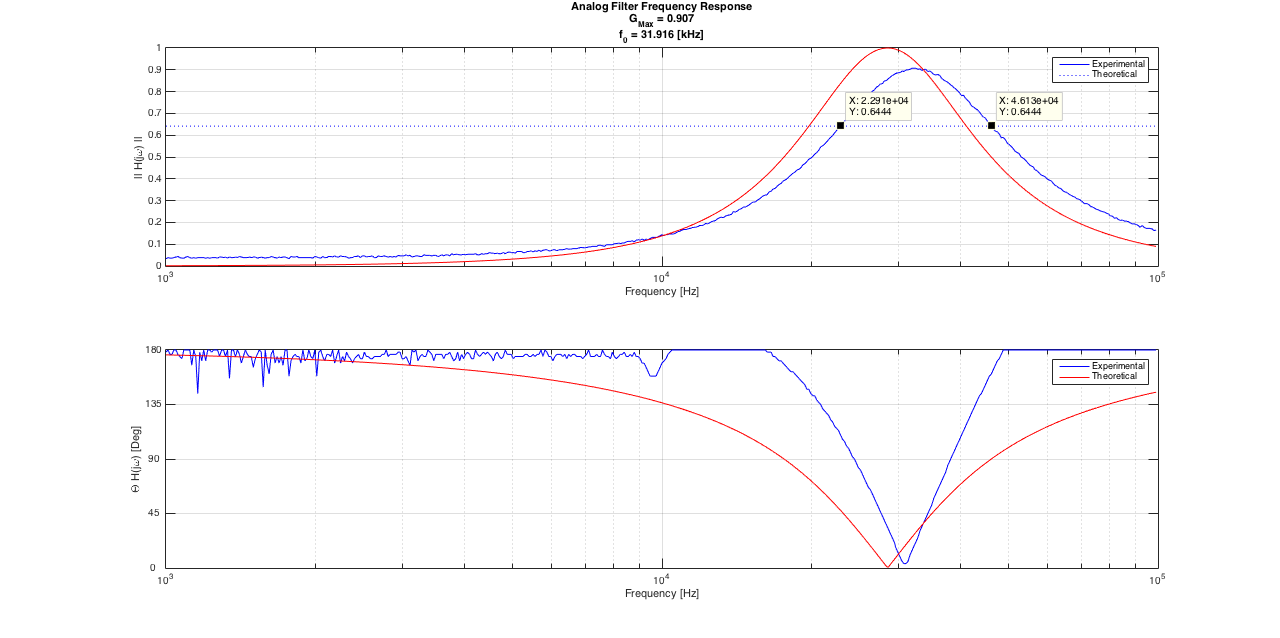 Analog Filter Frequency Response
G_Max = 0.907
f_0 = 31.916 [kHz]
1
0.9
0.8
0.7
0.6
0.5
0.4
0.3
0.2
0.1
0
|| H(jω) ||
Experimental
Theoretical
X: 2.291e+04
Y: 0.6444
X: 4.613e+04
Y: 0.6444
10^3
10^4
10^5
Frequency [Hz]
180
135
90
45
0
Θ H(jω) [Deg]
Experimental
Theoretical
10^3
10^4
10^5
Frequency [Hz]